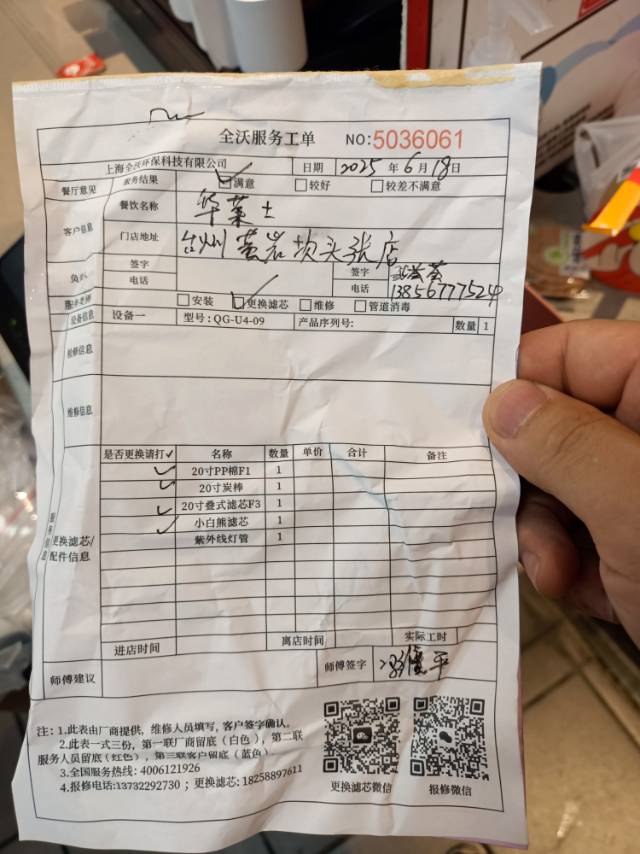 全沃服务工单 NO:5036061
上海全沃环保科技有限公司 日期 2025年6月18日
餐厅意见 服务结果 ✓满意 □较好 □较差不满意
客户信息 餐饮名称 华莱士
门店地址 台州黄岩坝头张店
签字 签字
电话 电话 13856777524
□安装 ✓更换滤芯 □维修 □管道消毒
设备信息 设备一 型号:QG-U4-09 产品序列号: 数量 1
检修信息
维修信息
是否更换请打✓ 名称 数量 单价 合计 备注
✓ 20寸PP棉F1 1
✓ 20寸炭棒 1
✓ 20寸叠式滤芯F3 1
✓ 小白熊滤芯 1
紫外线灯管 1
更换滤芯/
配件信息
进店时间 离店时间 实际工时
师傅建议 师傅签字
注：1.此表由厂商提供，维修人员填写，客户签字确认。
2.此表一式三份，第一联厂商留底（白色），第二联
服务人员留底（红色），第三联客户留底（蓝色）
3.全国服务热线: 4006121926
4.报修电话:13732292730；更换滤芯: 18258897611
更换滤芯微信 报修微信